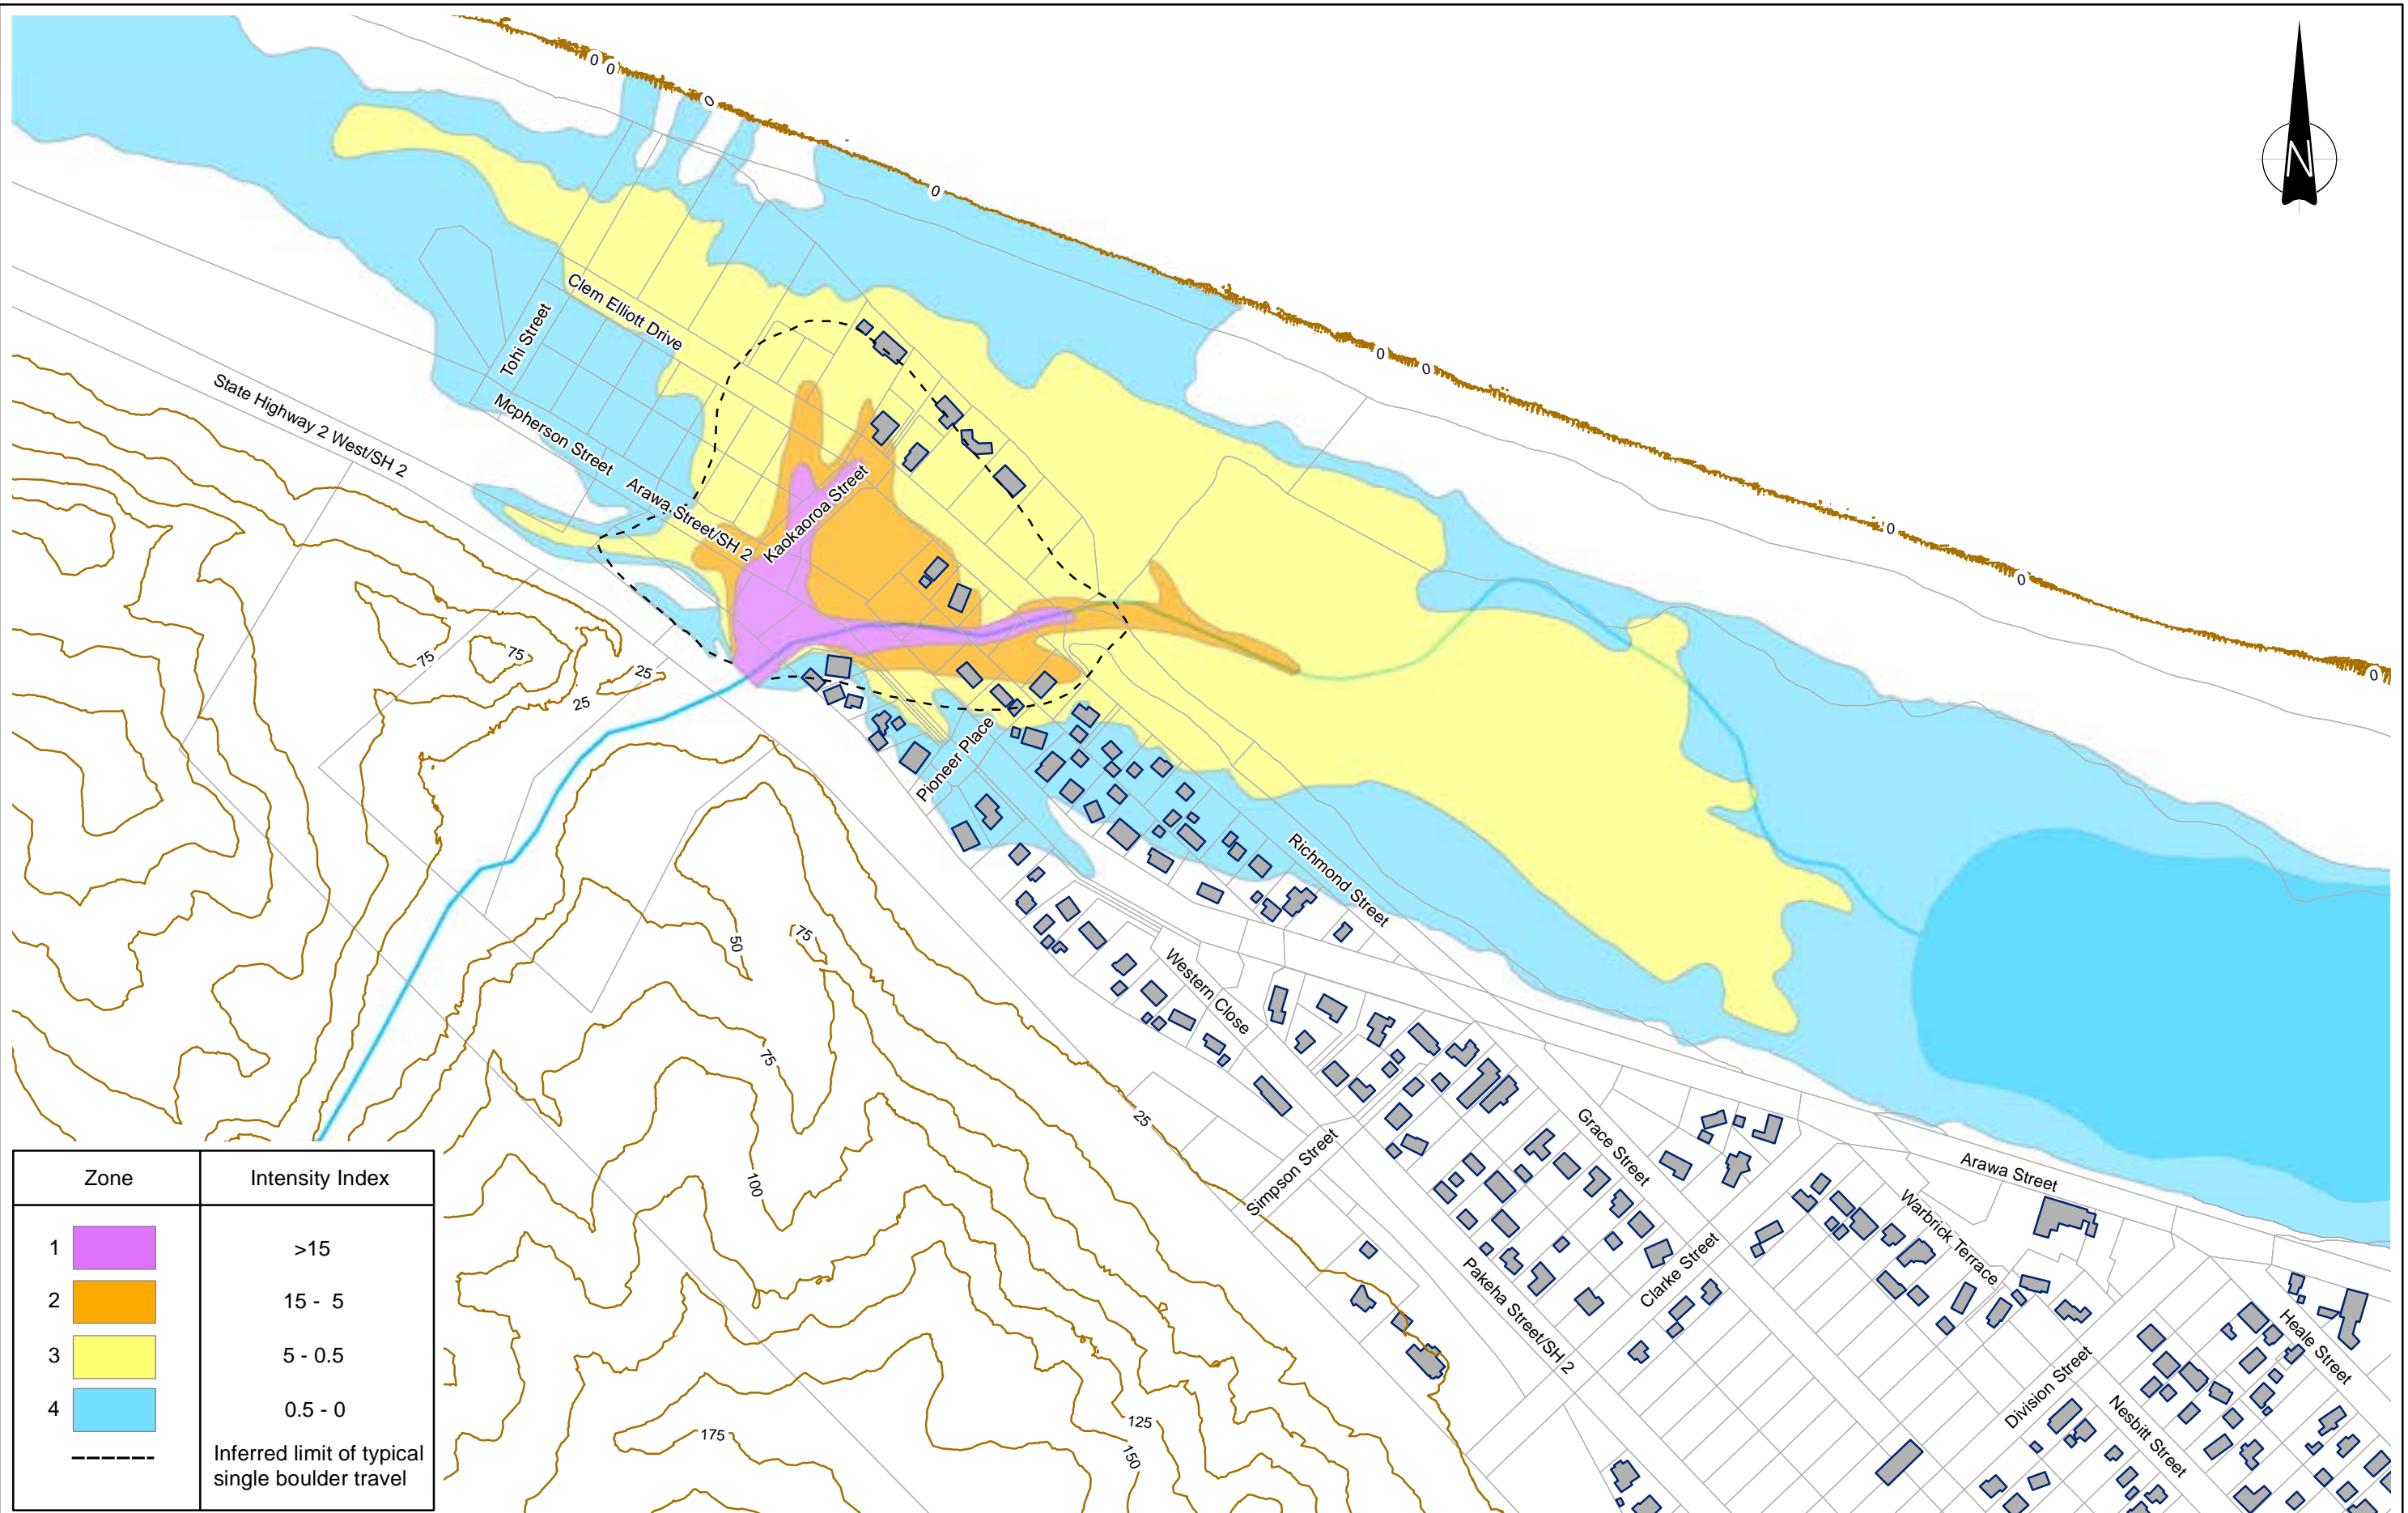 0 0
0
0
N
Clem Elliott Drive
Tohi Street
0
0
State Highway 2 West/SH 2
Mcpherson Street
Arawa Street/SH 2
Kaokaoroa Street
0
0
75
75
25
25
0
Pioneer Place
Richmond Street
50
75
Western Close
75
25
Simpson Street
Grace Street
100
Arawa Street
Warbrick Terrace
Clarke Street
Pakeha Street/SH 2
Heale Street
Division Street
Nesbitt Street
125
150
175
Zone
Intensity Index
1
>15
2
15 - 5
3
5 - 0.5
4
0.5 - 0
Inferred limit of typical
single boulder travel